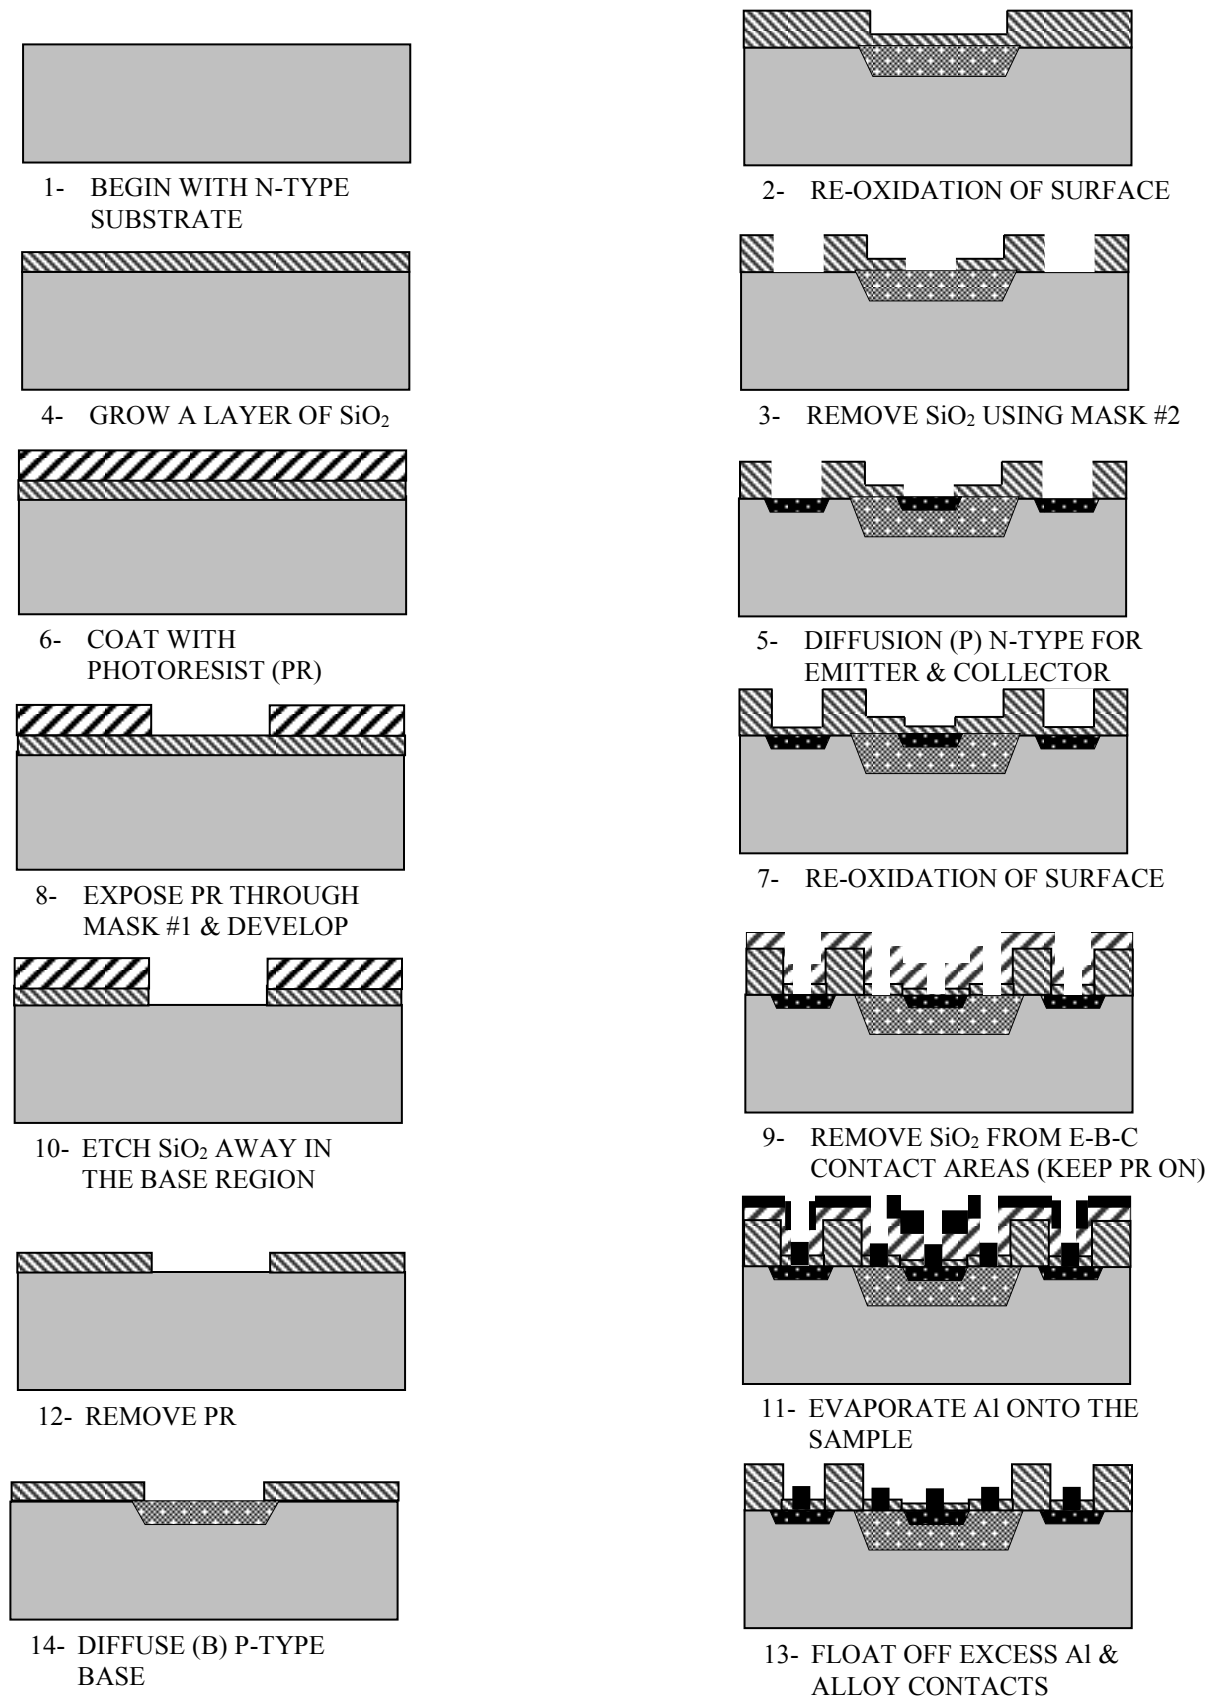 1- BEGIN WITH N-TYPE
SUBSTRATE
4- GROW A LAYER OF SiO₂
6- COAT WITH
PHOTORESIST (PR)
8- EXPOSE PR THROUGH
MASK #1 & DEVELOP
10- ETCH SiO₂ AWAY IN
THE BASE REGION
12- REMOVE PR
14- DIFFUSE (B) P-TYPE
BASE
2- RE-OXIDATION OF SURFACE
3- REMOVE SiO₂ USING MASK #2
5- DIFFUSION (P) N-TYPE FOR
EMITTER & COLLECTOR
7- RE-OXIDATION OF SURFACE
9- REMOVE SiO₂ FROM E-B-C
CONTACT AREAS (KEEP PR ON)
11- EVAPORATE Al ONTO THE
SAMPLE
13- FLOAT OFF EXCESS Al &
ALLOY CONTACTS